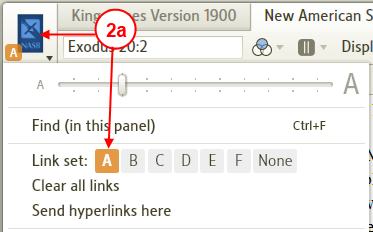 King James Version 1900 New American S
2a
NASB
A
Exodus 20:2 Displ
A A
Find (in this panel) Ctrl+F
Link set: A B C D E F None
Clear all links
Send hyperlinks here